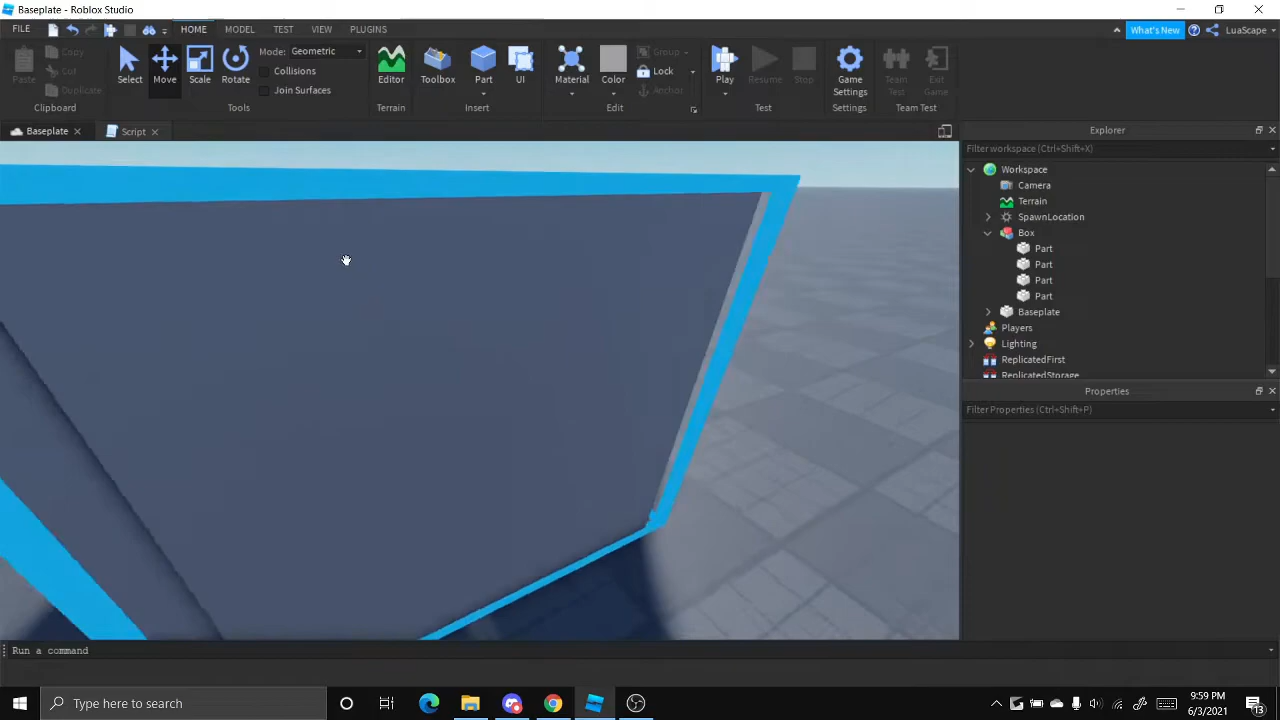 Baseplate - Roblox Studio
FILE HOME MODEL TEST VIEW PLUGINS What's New LuaScape
Paste Copy Cut Duplicate
Select Move Scale Rotate
Mode: Geometric
Collisions
Join Surfaces
Editor Toolbox Part UI
Material Color Group Lock Anchor
Play Resume Stop
Game Settings Team Test Exit Game
Clipboard Tools Terrain Insert Edit Test Settings Team Test
Baseplate Script
Explorer
Filter workspace (Ctrl+Shift+X)
Workspace
Camera
Terrain
SpawnLocation
Box
Part
Part
Part
Part
Baseplate
Players
Lighting
ReplicatedFirst
ReplicatedStorage
Properties
Filter Properties (Ctrl+Shift+P)
Run a command
Type here to search
9:59 PM
6/3/2021
13